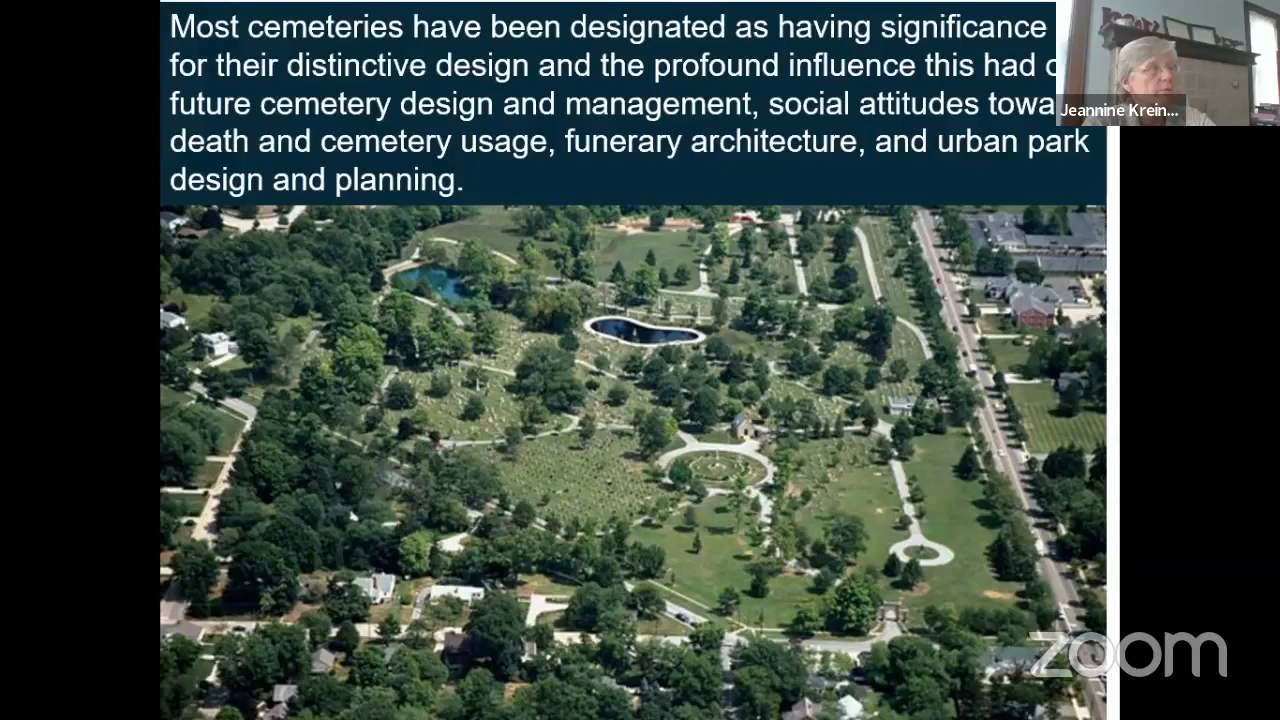 Most cemeteries have been designated as having significance
for their distinctive design and the profound influence this had
future cemetery design and management, social attitudes
death and cemetery usage, funerary architecture, and urban park
design and planning.
Jeannine Krein...
zoom